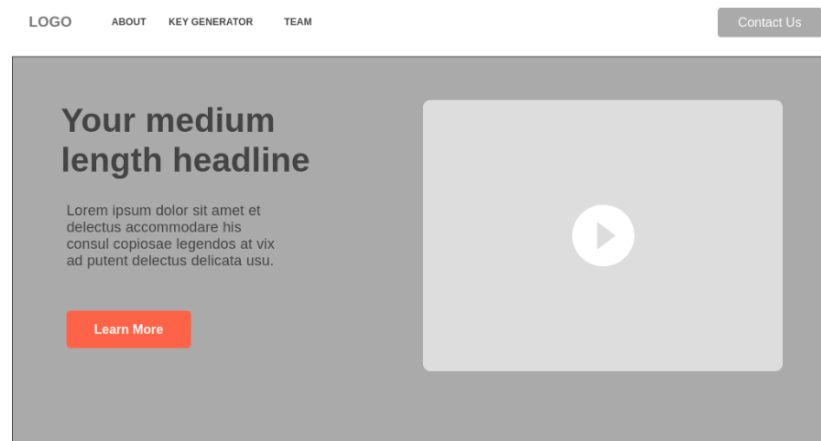 LOGO
ABOUT
KEY GENERATOR
TEAM
Contact Us
Your medium
length headline
Lorem ipsum dolor sit amet et
delectus accommodare his
consul copiosae legendos at vix
ad putent delectus delicata usu.
Learn More